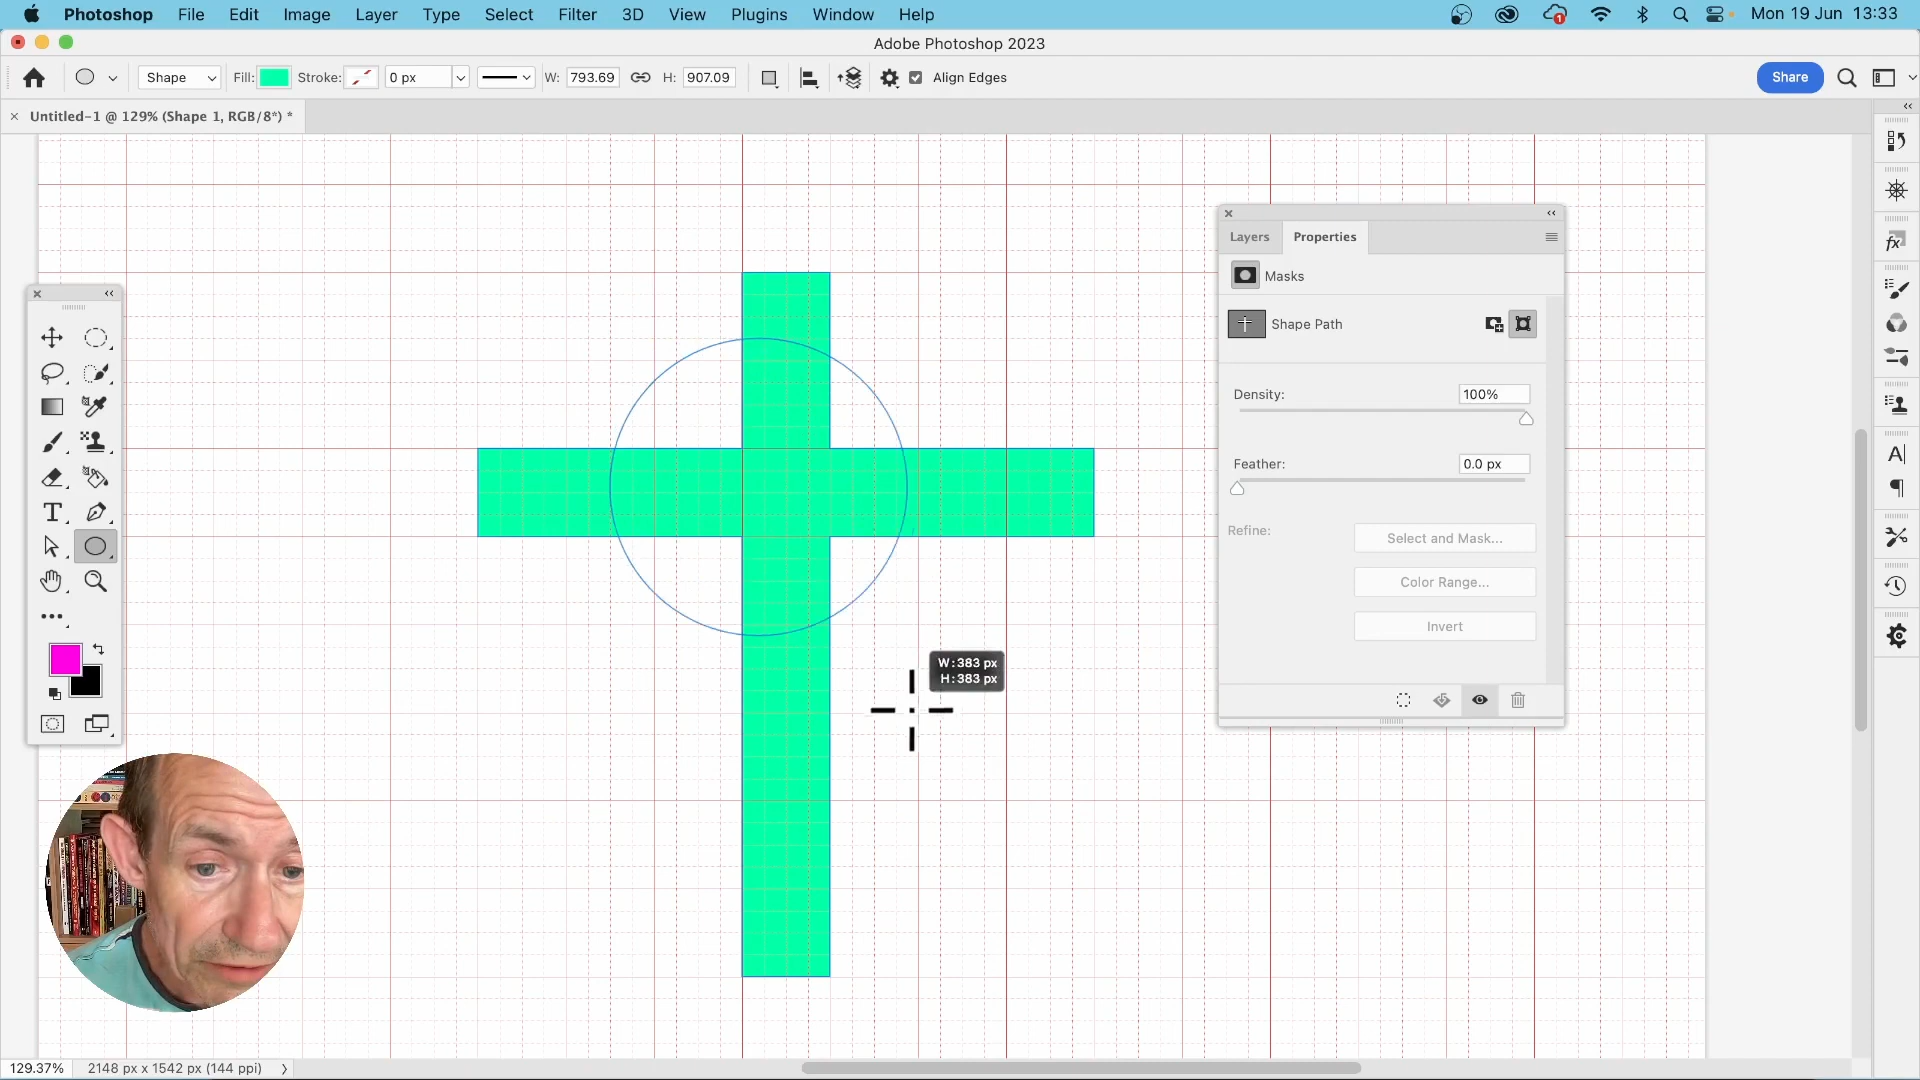 Photoshop File Edit Image Layer Type Select Filter 3D View Plugins Window Help 1 Mon 19 Jun 13:33
Adobe Photoshop 2023
Shape Fill: Stroke: 0 px W: 793.69 H: 907.09 Align Edges Share
× Untitled-1 @ 129% (Shape 1, RGB/8*) *
Layers Properties
Masks
Shape Path
Density: 100%
Feather: 0.0 px
Refine: Select and Mask...
Color Range...
Invert
W: 383 px
H: 383 px
129.37% 2148 px x 1542 px (144 ppi)